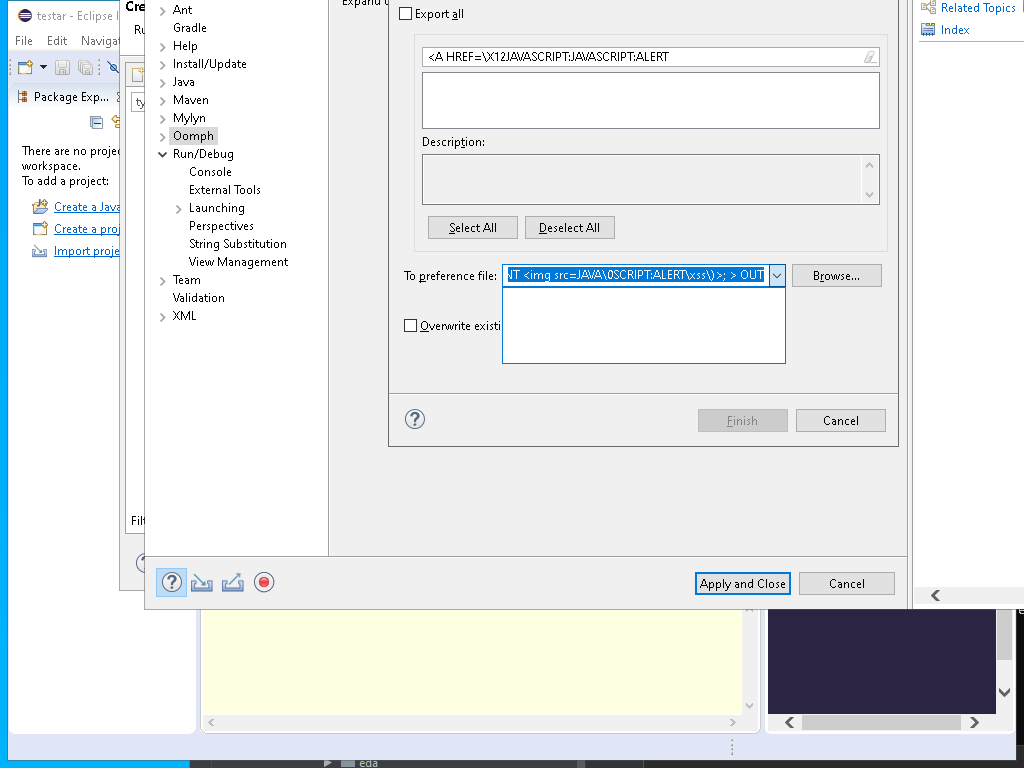 testar - Eclipse I
File Edit Navigat
Package Exp...
There are no projec
workspace.
To add a project:
Create a Java
Create a proj
Import proje
Cre
Ru
ty
Filt
Ant
Gradle
Help
Install/Update
Java
Maven
Mylyn
Oomph
Run/Debug
Console
External Tools
Launching
Perspectives
String Substitution
View Management
Team
Validation
XML
Expand
Export all
<A HREF=\X12JAVASCRIPT:JAVASCRIPT:ALERT
Description:
Select All Deselect All
To preference file: NT <img src=JAVA\0SCRIPT:ALERT\xss\)>; > OUT Browse...
Overwrite existi
Finish Cancel
Apply and Close Cancel
Related Topics
Index
eda